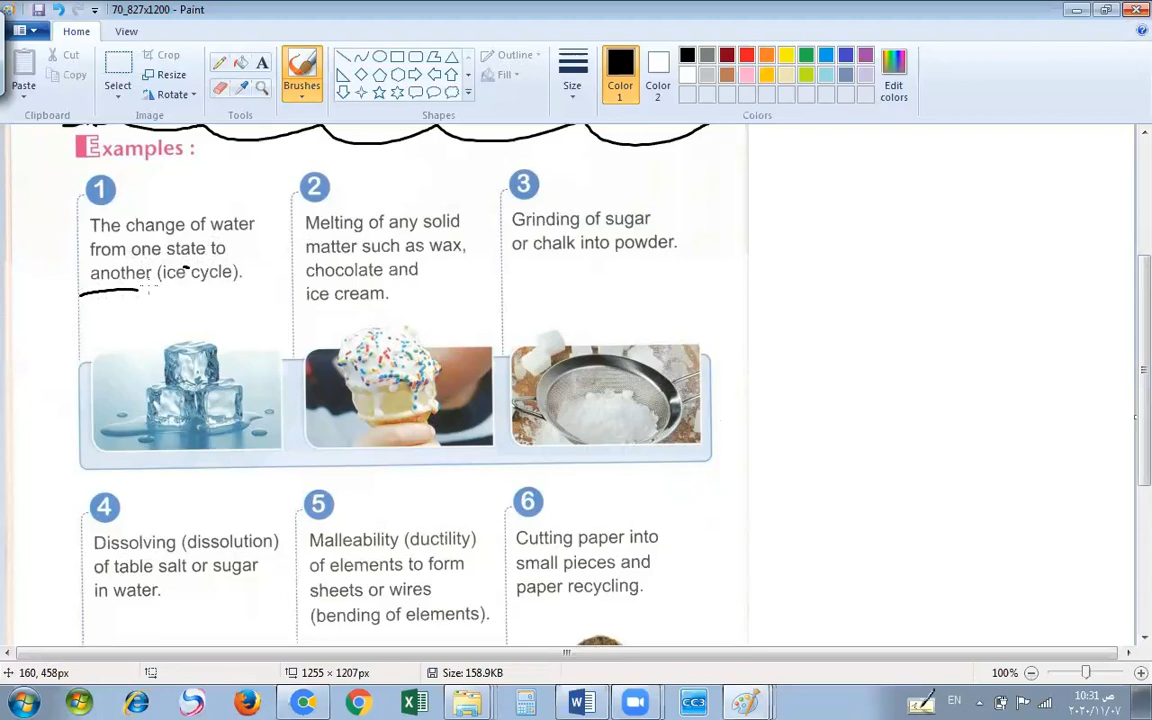 70_827x1200 - Paint
Home View
Paste
Cut
Copy
Clipboard
Select
Crop
Resize
Rotate
Image
A
Tools
Brushes
Outline
Fill
Shapes
Size
Color 1
Color 2
Edit colors
Colors
Examples :
1
The change of water
from one state to
another (ice cycle).
2
Melting of any solid
matter such as wax,
chocolate and
ice cream.
3
Grinding of sugar
or chalk into powder.
4
Dissolving (dissolution)
of table salt or sugar
in water.
5
Malleability (ductility)
of elements to form
sheets or wires
(bending of elements).
6
Cutting paper into
small pieces and
paper recycling.
160, 458px
1255 × 1207px
Size: 158.9KB
100%
CC3
EN
10:31 ص
٢٠٢٠/١١/٠٧